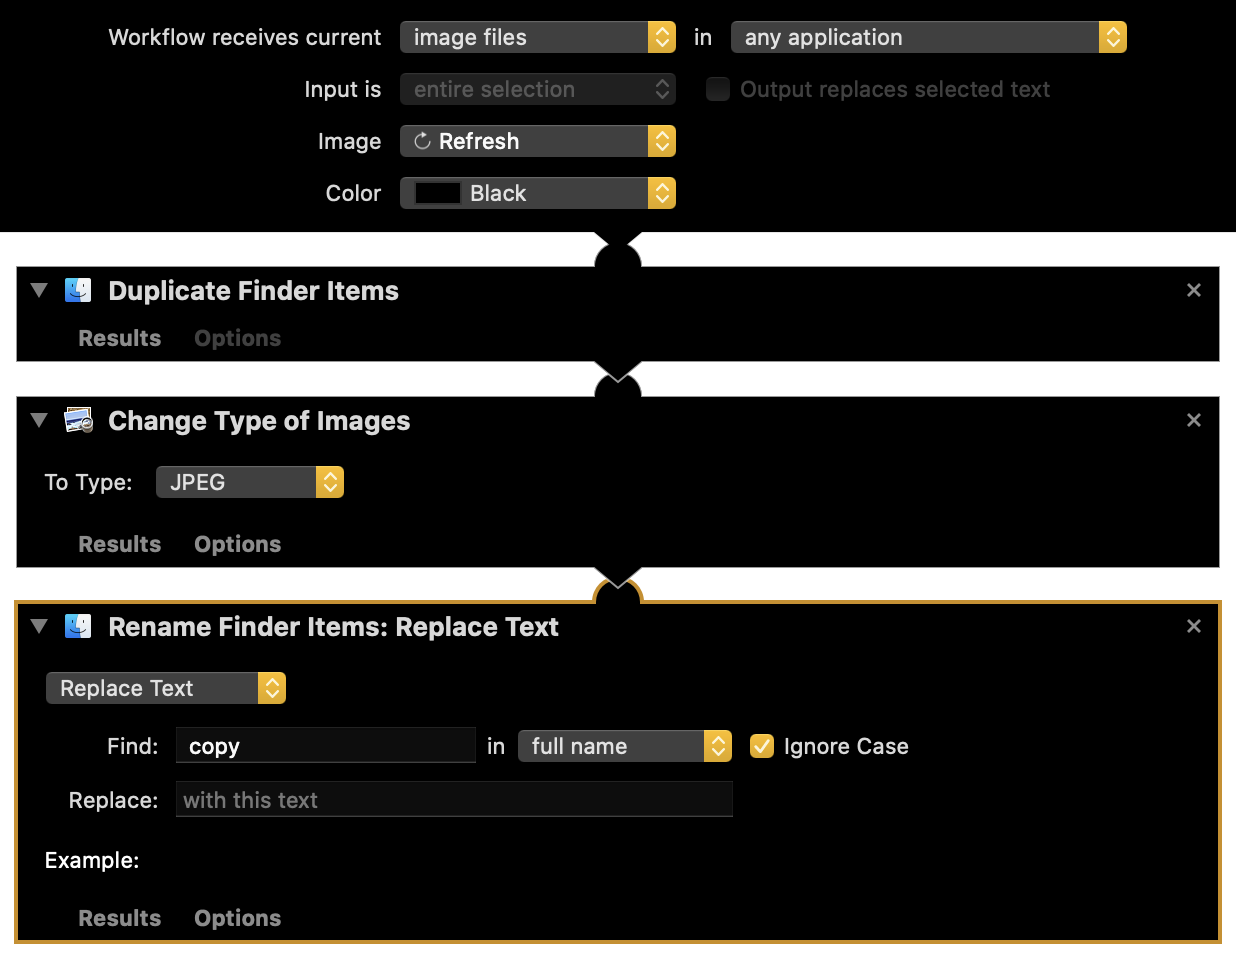 Workflow receives current image files in any application
Input is entire selection Output replaces selected text
Image Refresh
Color Black
Duplicate Finder Items
Results Options
Change Type of Images
To Type: JPEG
Results Options
Rename Finder Items: Replace Text
Replace Text
Find: copy in full name Ignore Case
Replace: with this text
Example:
Results Options